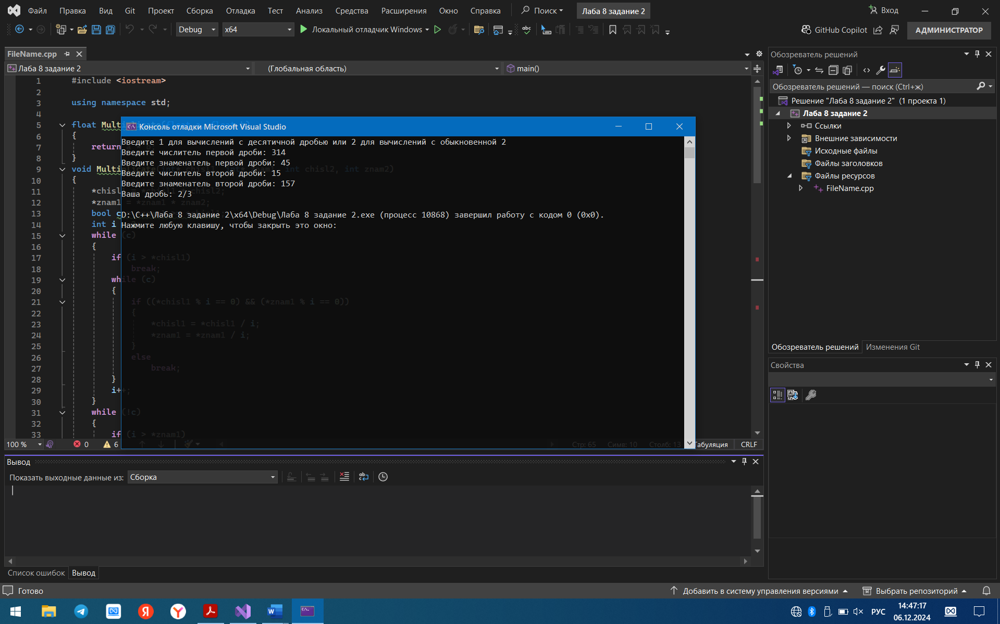 Файл Правка Вид Git Проект Сборка Отладка Тест Анализ Средства Расширения Окно Справка Поиск Лаба 8 задание 2 Вход
Debug x64 Локальный отладчик Windows GitHub Copilot АДМИНИСТРАТОР
FileName.cpp
Лаба 8 задание 2 (Глобальная область) main()
1 #include <iostream>
2
3 using namespace std;
4
5 float Mult
6 {
7 return a * b;
8 }
9 void Multiplicate(int* chisl1, int* znam1, int chisl2, int znam2)
10 {
11 *chisl1 = *chisl1 * chisl2;
12 *znam1 = *znam1 * znam2;
13 bool c
14 int i
15 while (c)
16 {
17 if (i > *chisl1)
18 break;
19 while (c)
20 {
21 if ((*chisl1 % i == 0) && (*znam1 % i == 0))
22 {
23 *chisl1 = *chisl1 / i;
24 *znam1 = *znam1 / i;
25 }
26 else
27 break;
28 }
29 i++;
30 }
31 while (!c)
32 {
33 if (i > *znam1)
Консоль отладки Microsoft Visual Studio
Введите 1 для вычислений с десятичной дробью или 2 для вычислений с обыкновенной 2
Введите числитель первой дроби: 314
Введите знаменатель первой дроби: 45
Введите числитель второй дроби: 15
Введите знаменатель второй дроби: 157
Ваша дробь: 2/3
D:\C++\Лаба 8 задание 2\x64\Debug\Лаба 8 задание 2.exe (процесс 10868) завершил работу с кодом 0 (0x0).
Нажмите любую клавишу, чтобы закрыть это окно:
100 % 0 6 Стр: 65 Симв: 10 Столб: 13 Табуляция CRLF
Вывод
Показать выходные данные из: Сборка
Список ошибок Вывод
Обозреватель решений
Обозреватель решений — поиск (Ctrl+ж)
Решение "Лаба 8 задание 2" (1 проекта 1)
Лаба 8 задание 2
Ссылки
Внешние зависимости
Исходные файлы
Файлы заголовков
Файлы ресурсов
FileName.cpp
Обозреватель решений Изменения Git
Свойства
Готово Добавить в систему управления версиями Выбрать репозиторий
РУС 14:47:17
06.12.2024